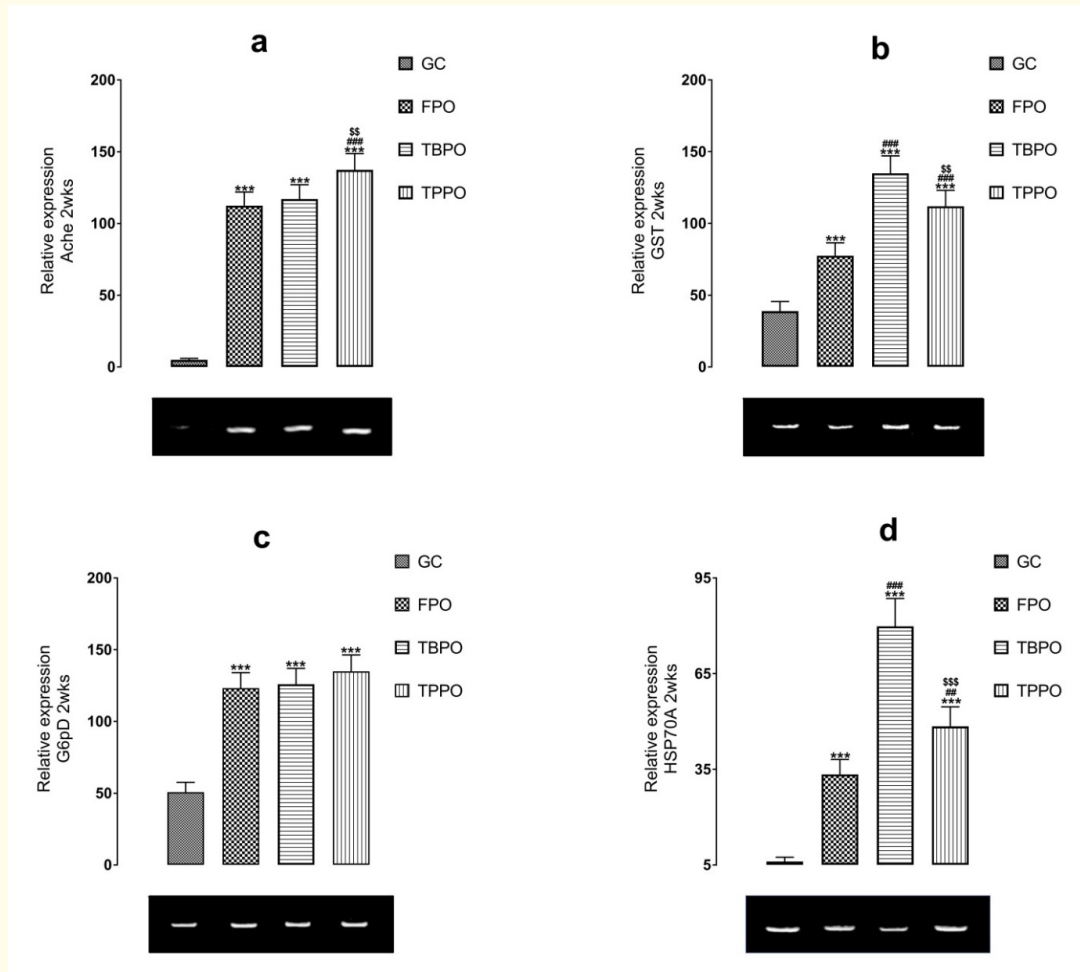 a
GC
FPO
TBPO
TPPO
Relative expression
Ache 2wks
200
150
100
50
0
***
***
$$
###
***
b
GC
FPO
TBPO
TPPO
Relative expression
GST 2wks
200
150
100
50
0
***
###
***
$$
###
***
c
GC
FPO
TBPO
TPPO
Relative expression
G6pD 2wks
200
150
100
50
0
***
***
***
d
GC
FPO
TBPO
TPPO
Relative expression
HSP70A 2wks
95
65
35
5
***
###
***
$$$
##
***